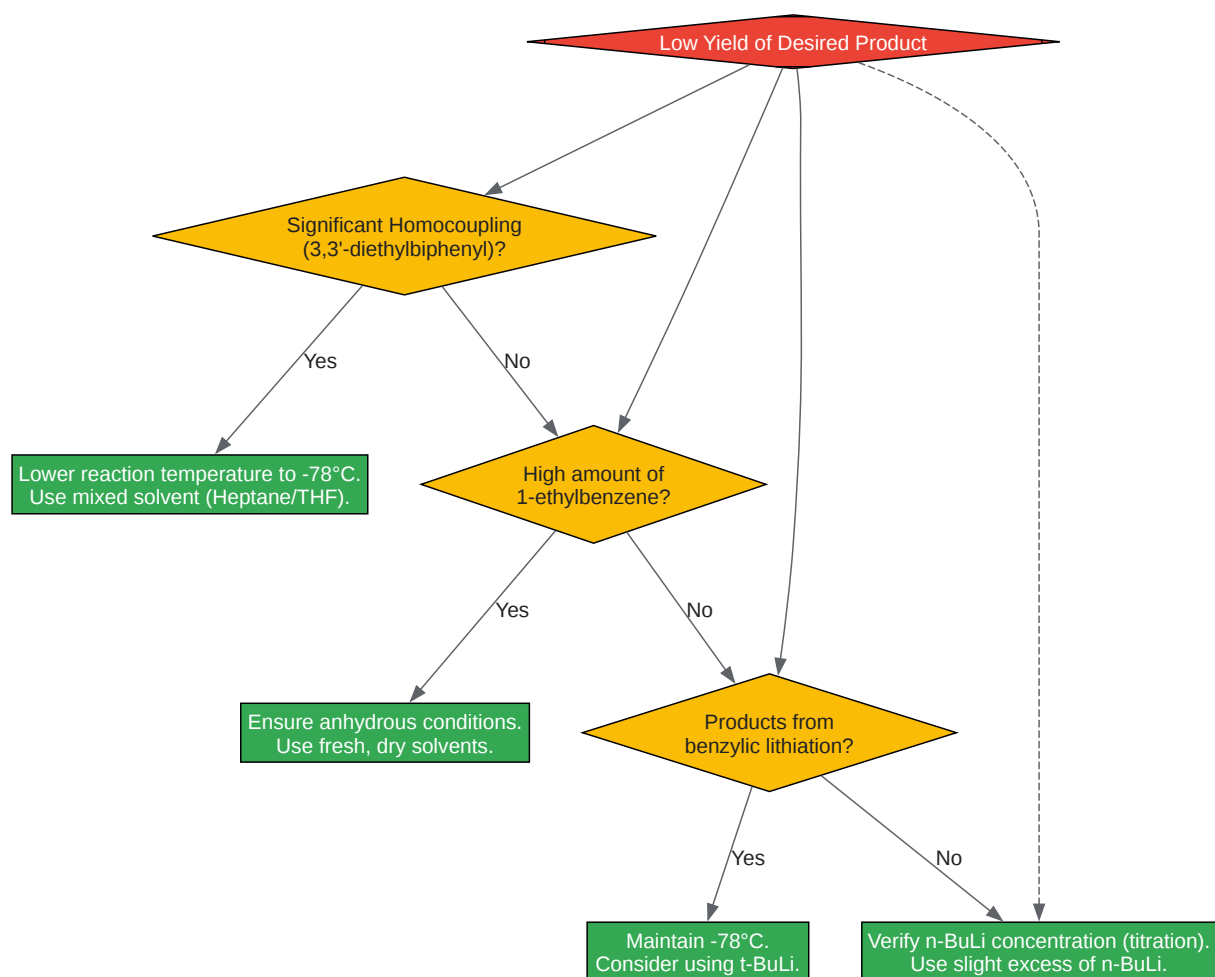 Low Yield of Desired Product
Significant Homocoupling
(3,3'-diethylbiphenyl)?
Yes
No
Lower reaction temperature to -78°C.
Use mixed solvent (Heptane/THF).
High amount of
1-ethylbenzene?
Yes
No
Ensure anhydrous conditions.
Use fresh, dry solvents.
Products from
benzylic lithiation?
Yes
No
Maintain -78°C.
Consider using t-BuLi.
Verify n-BuLi concentration (titration).
Use slight excess of n-BuLi.